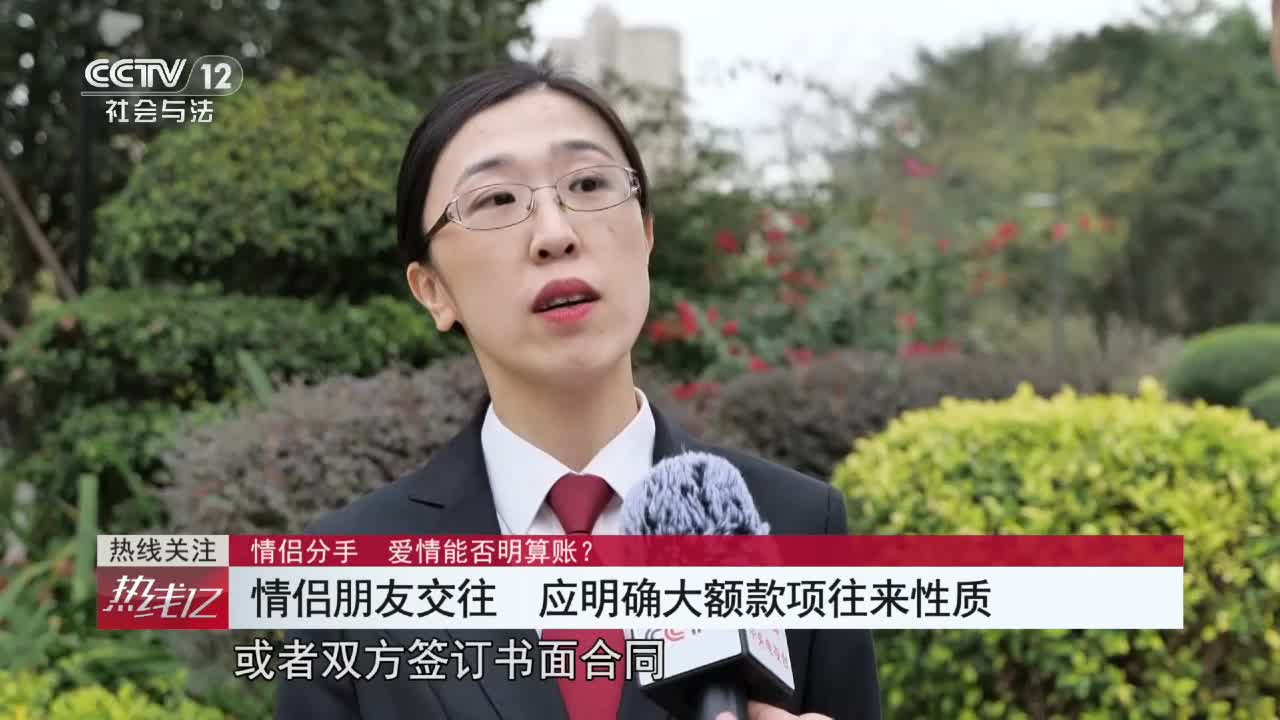 CCTV 12
社会与法
热线关注
情侣分手 爱情能否明算账?
热线12
情侣朋友交往 应明确大额款项往来性质
或者双方签订书面合同